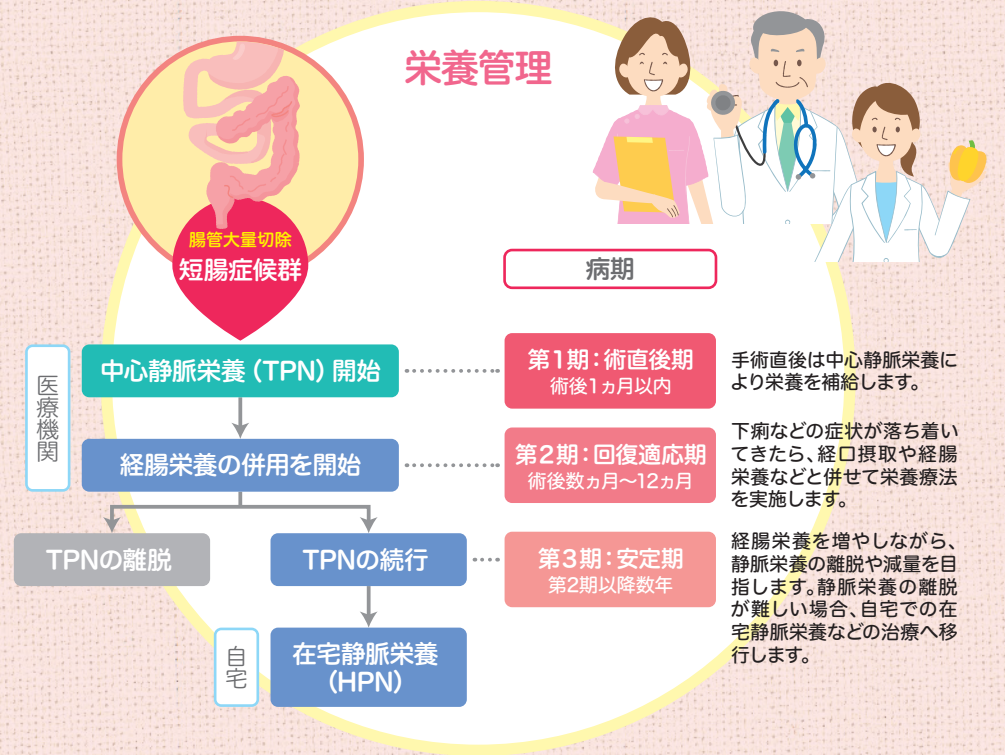 栄養管理
腸管大量切除
短腸症候群
病期
医療機関
中心静脈栄養（TPN）開始
第1期：術直後期
術後1ヵ月以内
手術直後は中心静脈栄養に
より栄養を補給します。
経腸栄養の併用を開始
第2期：回復適応期
術後数ヵ月〜12ヵ月
下痢などの症状が落ち着い
てきたら、経口摂取や経腸
栄養などと併せて栄養療法
を実施します。
TPNの離脱
TPNの続行
第3期：安定期
第2期以降数年
経腸栄養を増やしながら、
静脈栄養の離脱や減量を目
指します。静脈栄養の離脱
が難しい場合、自宅での在
宅静脈栄養などの治療へ移
行します。
自宅
在宅静脈栄養
（HPN）